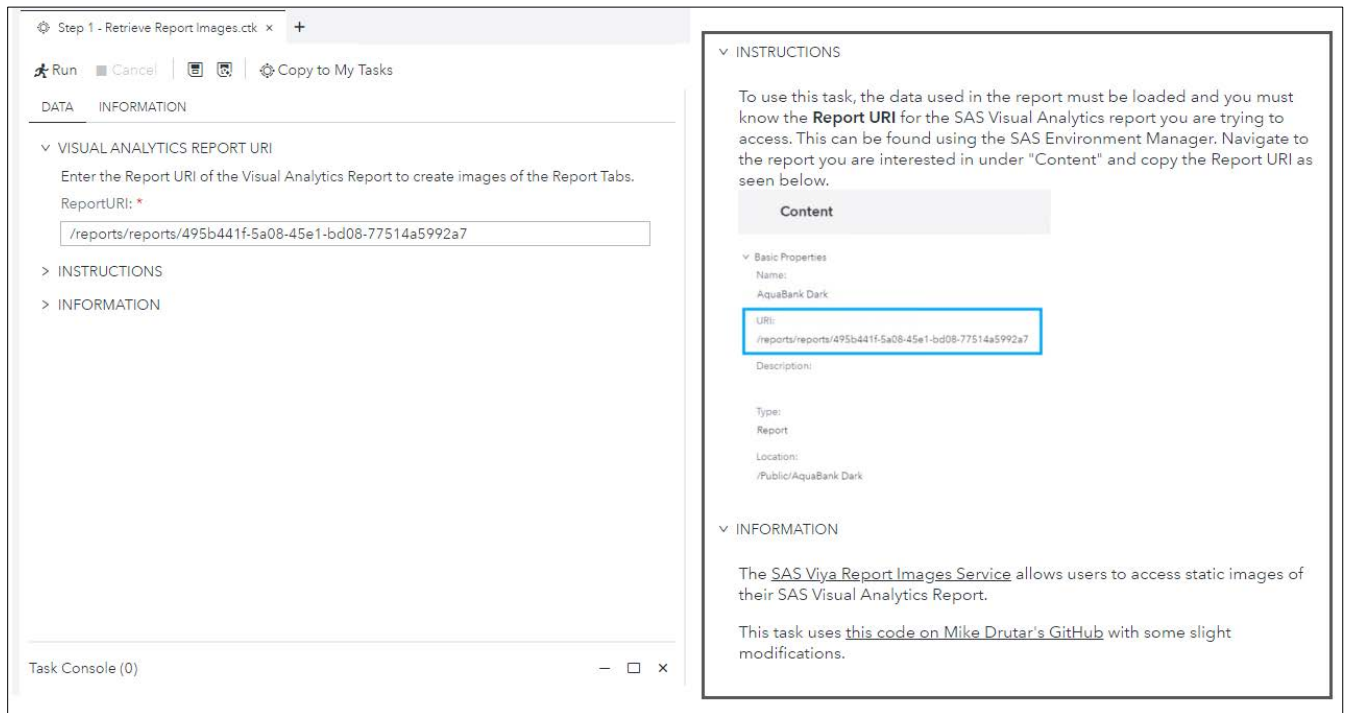 Step 1 - Retrieve Report Images.ctk × +
Run Cancel Copy to My Tasks
DATA INFORMATION
VISUAL ANALYTICS REPORT URI
Enter the Report URI of the Visual Analytics Report to create images of the Report Tabs.
ReportURI: *
/reports/reports/495b441f-5a08-45e1-bd08-77514a5992a7
> INSTRUCTIONS
> INFORMATION
Task Console (0)
INSTRUCTIONS
To use this task, the data used in the report must be loaded and you must
know the Report URI for the SAS Visual Analytics report you are trying to
access. This can be found using the SAS Environment Manager. Navigate to
the report you are interested in under "Content" and copy the Report URI as
seen below.
Content
Basic Properties
Name:
AquaBank Dark
URI:
/reports/reports/495b441f-5a08-45e1-bd08-77514a5992a7
Description:
Type:
Report
Location:
/Public/AquaBank Dark
INFORMATION
The SAS Viya Report Images Service allows users to access static images of
their SAS Visual Analytics Report.
This task uses this code on Mike Drutar's GitHub with some slight
modifications.